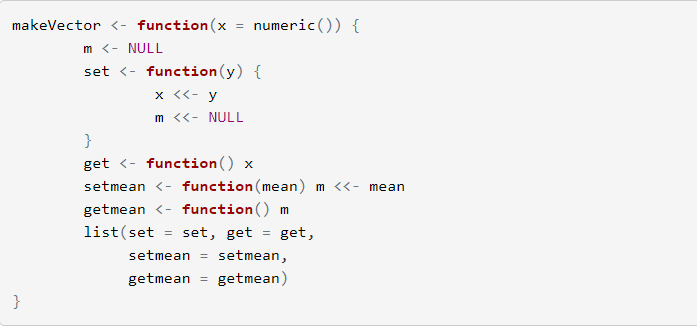 makeVector <- function(x = numeric()) {
        m <- NULL
        set <- function(y) {
                x <<- y
                m <<- NULL
        }
        get <- function() x
        setmean <- function(mean) m <<- mean
        getmean <- function() m
        list(set = set, get = get,
             setmean = setmean,
             getmean = getmean)
}